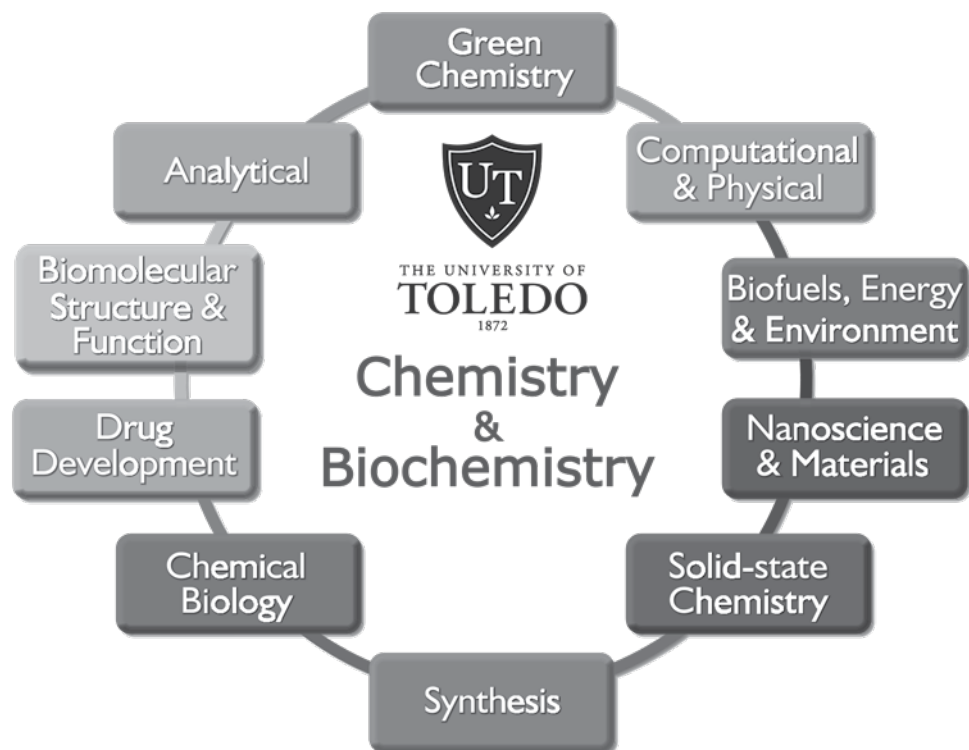 Green
Chemistry
Computational
& Physical
Biofuels, Energy
& Environment
Nanoscience
& Materials
Solid-state
Chemistry
Synthesis
Chemical
Biology
Drug
Development
Biomolecular
Structure &
Function
Analytical
UT
THE UNIVERSITY OF
TOLEDO
1872
Chemistry
&
Biochemistry